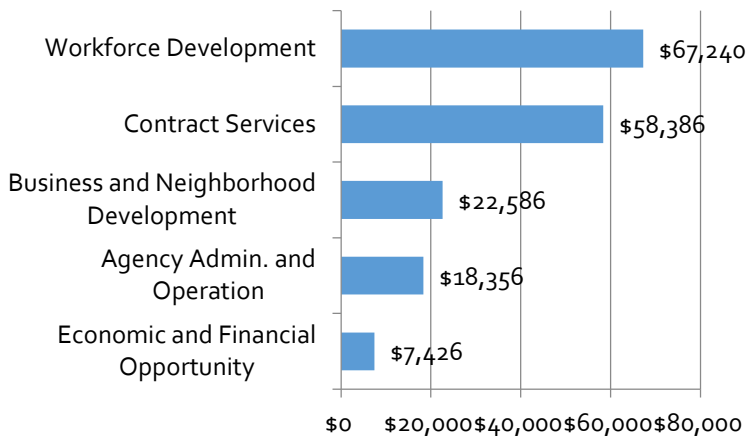 Workforce Development
$67,240
Contract Services
$58,386
Business and Neighborhood
Development
$22,586
Agency Admin. and
Operation
$18,356
Economic and Financial
Opportunity
$7,426
$0 $20,000 $40,000 $60,000 $80,000